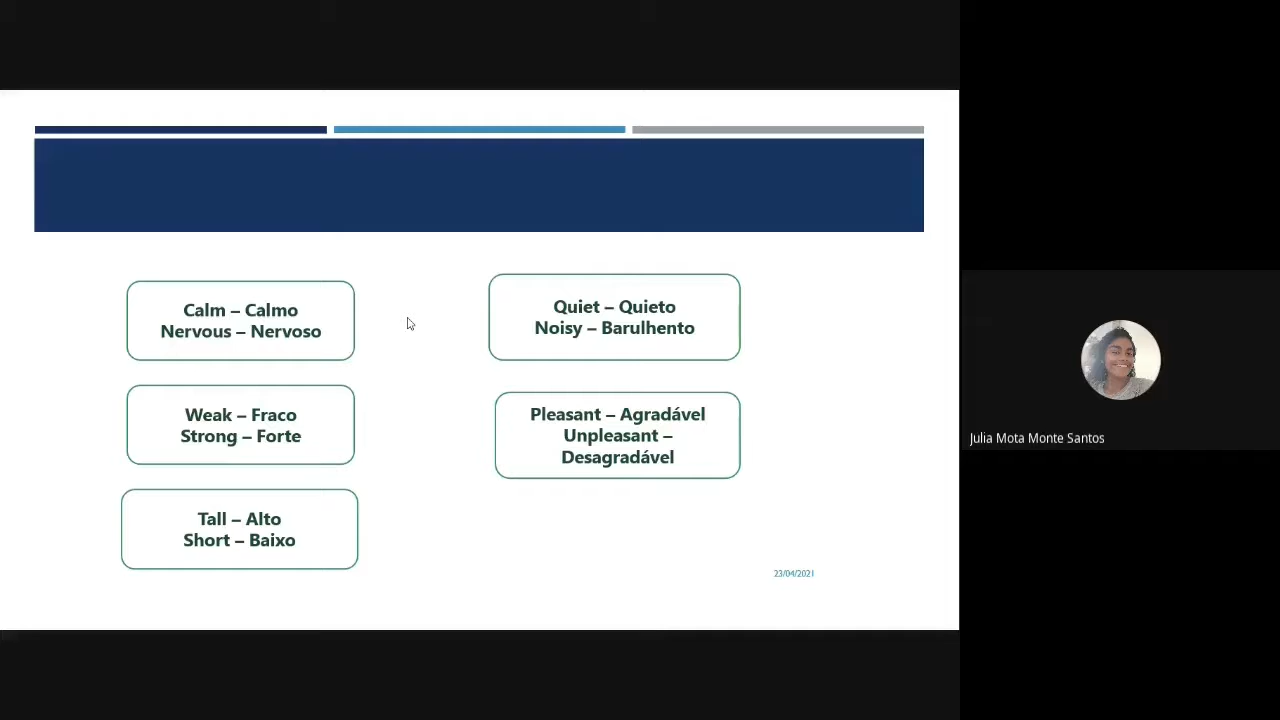 Calm – Calmo
Nervous – Nervoso
Quiet – Quieto
Noisy – Barulhento
Weak – Fraco
Strong – Forte
Pleasant – Agradável
Unpleasant –
Desagradável
Tall – Alto
Short – Baixo
23/04/2021
Julia Mota Monte Santos